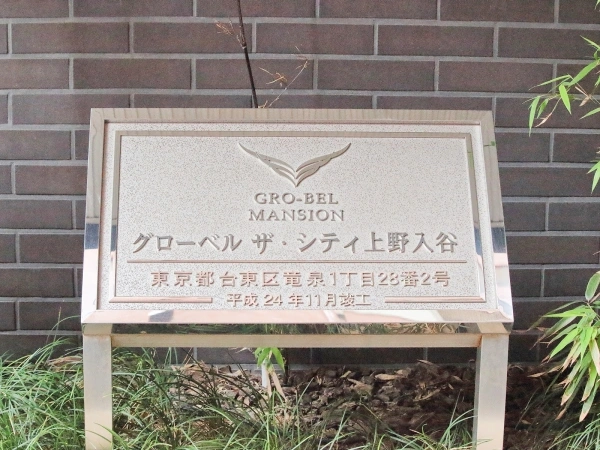 GRO-BEL
MANSION
グローベル ザ・シティ上野入谷
東京都台東区竜泉1丁目28番2号
平成24年11月竣工